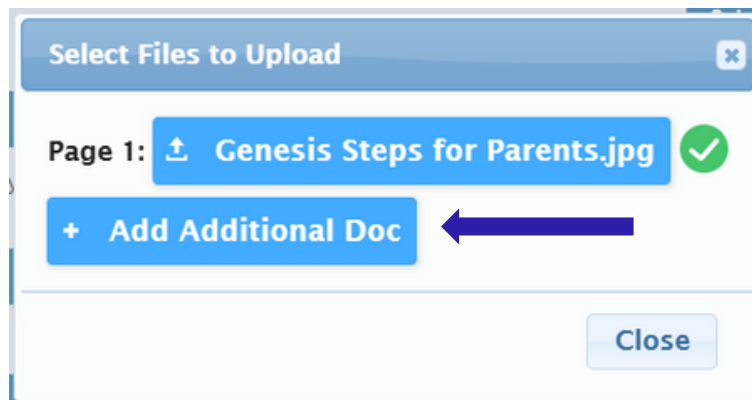 Select Files to Upload
Page 1: Genesis Steps for Parents.jpg
+ Add Additional Doc
Close